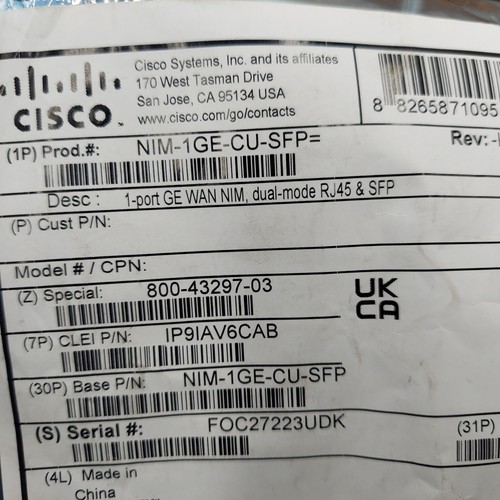 Cisco Systems, Inc. and its affiliates
170 West Tasman Drive
San Jose, CA 95134 USA
www.cisco.com/go/contacts
CISCO.
8 8265871095
(1P) Prod.#: NIM-1GE-CU-SFP=
Rev:
Desc : 1-port GE WAN NIM, dual-mode RJ45 & SFP
(P) Cust P/N:
Model # / CPN:
(Z) Special: 800-43297-03
UK
CA
(7P) CLEI P/N: IP9IAV6CAB
(30P) Base P/N: NIM-1GE-CU-SFP
(S) Serial #: FOC27223UDK
(31P)
(4L) Made in
China